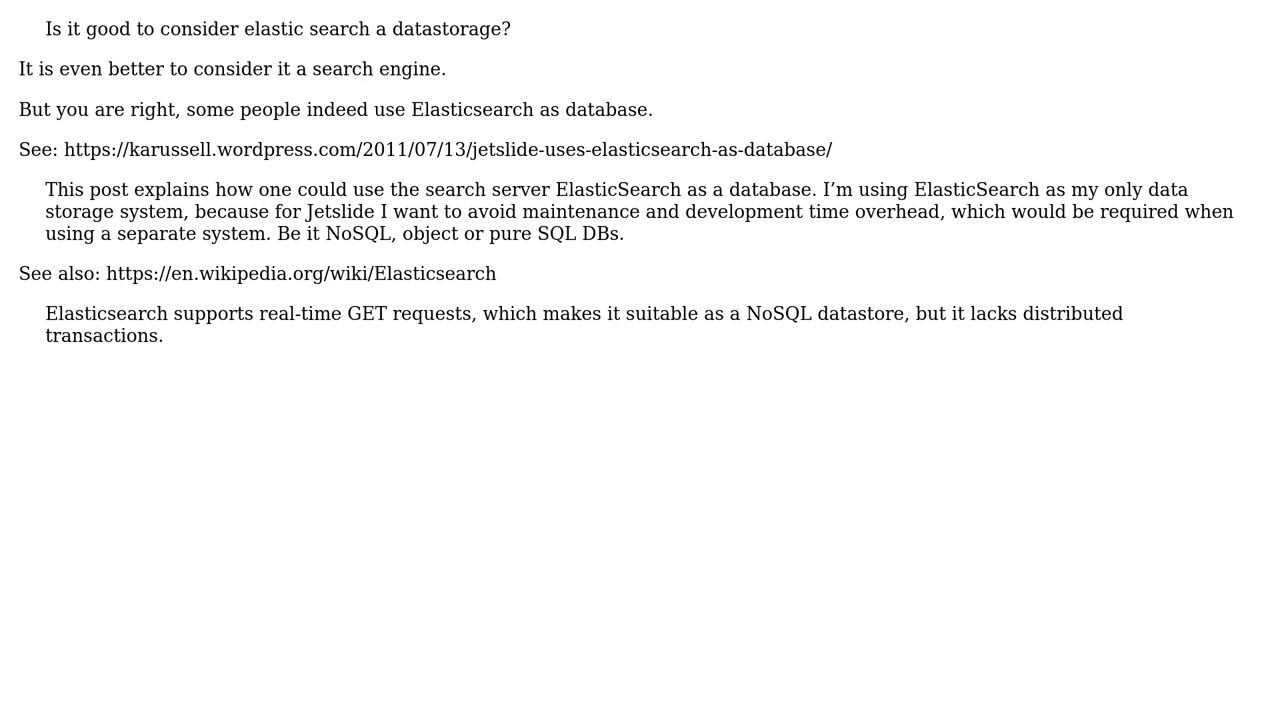 Is it good to consider elastic search a datastorage?
It is even better to consider it a search engine.
But you are right, some people indeed use Elasticsearch as database.
See: https://karussell.wordpress.com/2011/07/13/jetslide-uses-elasticsearch-as-database/
This post explains how one could use the search server ElasticSearch as a database. I’m using ElasticSearch as my only data
storage system, because for Jetslide I want to avoid maintenance and development time overhead, which would be required when
using a separate system. Be it NoSQL, object or pure SQL DBs.
See also: https://en.wikipedia.org/wiki/Elasticsearch
Elasticsearch supports real-time GET requests, which makes it suitable as a NoSQL datastore, but it lacks distributed
transactions.